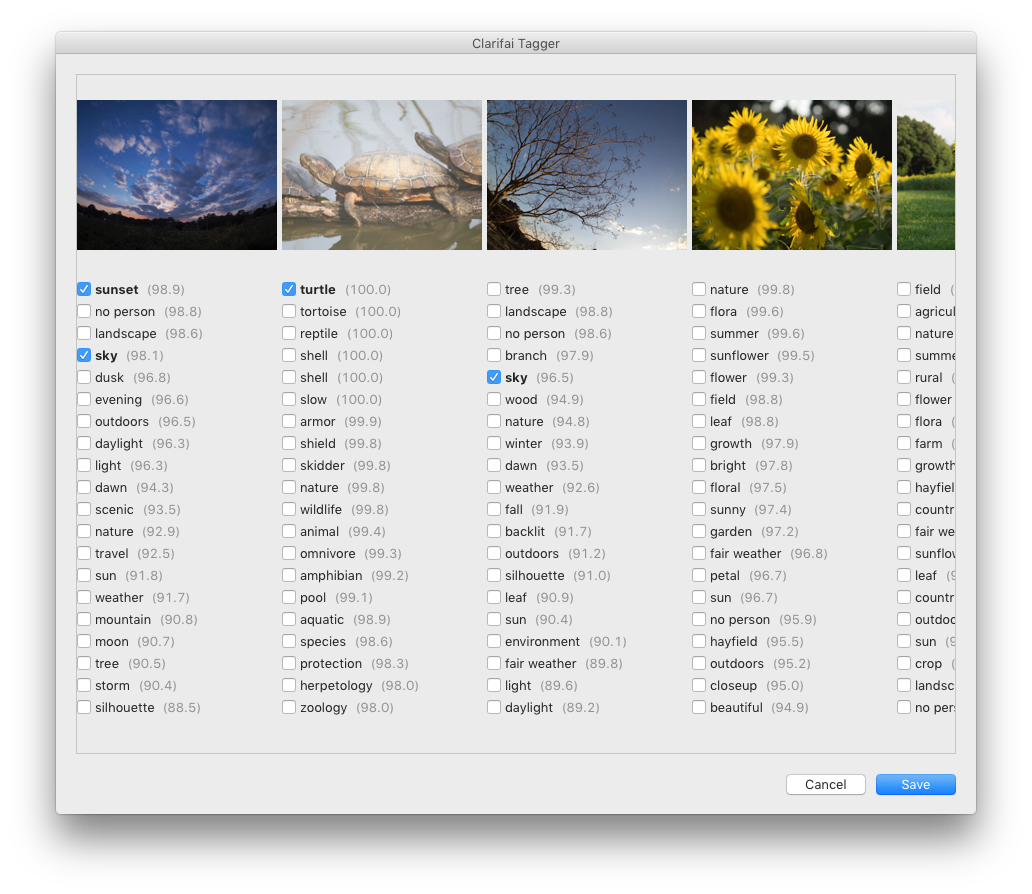 Clarifai Tagger
sunset (98.9)
no person (98.8)
landscape (98.6)
sky (98.1)
dusk (96.8)
evening (96.6)
outdoors (96.5)
daylight (96.3)
light (96.3)
dawn (94.3)
scenic (93.5)
nature (92.9)
travel (92.5)
sun (91.8)
weather (91.7)
mountain (90.8)
moon (90.7)
tree (90.5)
storm (90.4)
silhouette (88.5)
turtle (100.0)
tortoise (100.0)
reptile (100.0)
shell (100.0)
shell (100.0)
slow (100.0)
armor (99.9)
shield (99.8)
skidder (99.8)
nature (99.8)
wildlife (99.8)
animal (99.4)
omnivore (99.3)
amphibian (99.2)
pool (99.1)
aquatic (98.9)
species (98.6)
protection (98.3)
herpetology (98.0)
zoology (98.0)
tree (99.3)
landscape (98.8)
no person (98.6)
branch (97.9)
sky (96.5)
wood (94.9)
nature (94.8)
winter (93.9)
dawn (93.5)
weather (92.6)
fall (91.9)
backlit (91.7)
outdoors (91.2)
silhouette (91.0)
leaf (90.9)
sun (90.4)
environment (90.1)
fair weather (89.8)
light (89.6)
daylight (89.2)
nature (99.8)
flora (99.6)
summer (99.6)
sunflower (99.5)
flower (99.3)
field (98.8)
leaf (98.8)
growth (97.9)
bright (97.8)
floral (97.5)
sunny (97.4)
garden (97.2)
fair weather (96.8)
petal (96.7)
sun (96.7)
no person (95.9)
hayfield (95.5)
outdoors (95.2)
closeup (95.0)
beautiful (94.9)
field (
agricul
nature
summe
rural (
flower
flora (
farm (
growth
hayfiel
countr
fair we
sunflov
leaf (9
countr
outdoo
sun (9
crop (
landsc
no pers
Cancel
Save